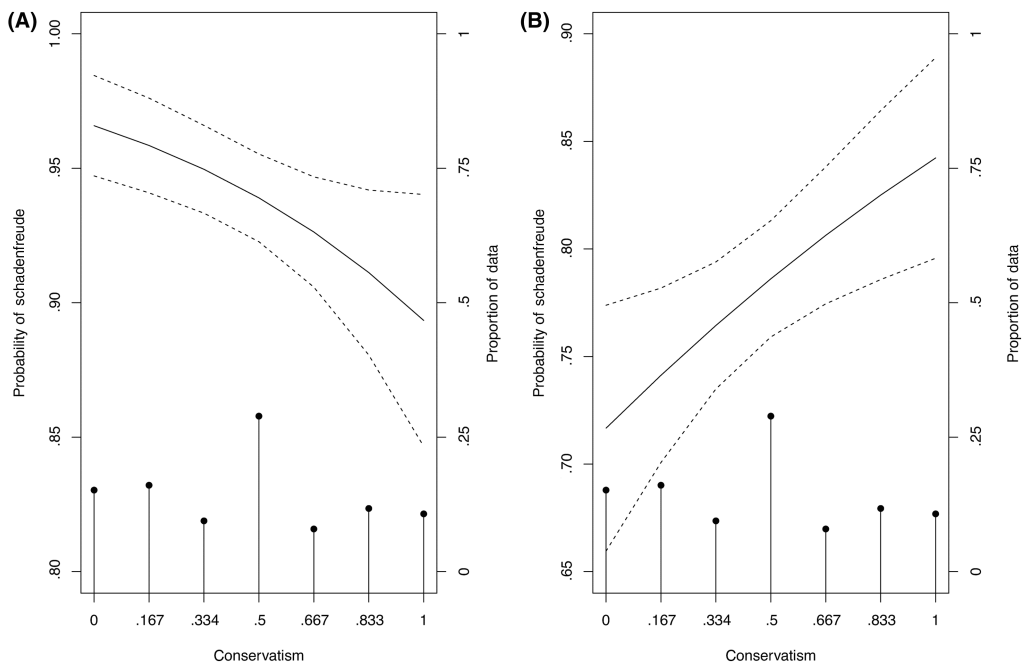 (A)
Probability of schadenfreude
1.00
.95
.90
.85
.80
1
.75
.5
.25
0
Proportion of data
0 .167 .334 .5 .667 .833 1
Conservatism
(B)
Probability of schadenfreude
.90
.85
.80
.75
.70
.65
1
.75
.5
.25
0
Proportion of data
0 .167 .334 .5 .667 .833 1
Conservatism